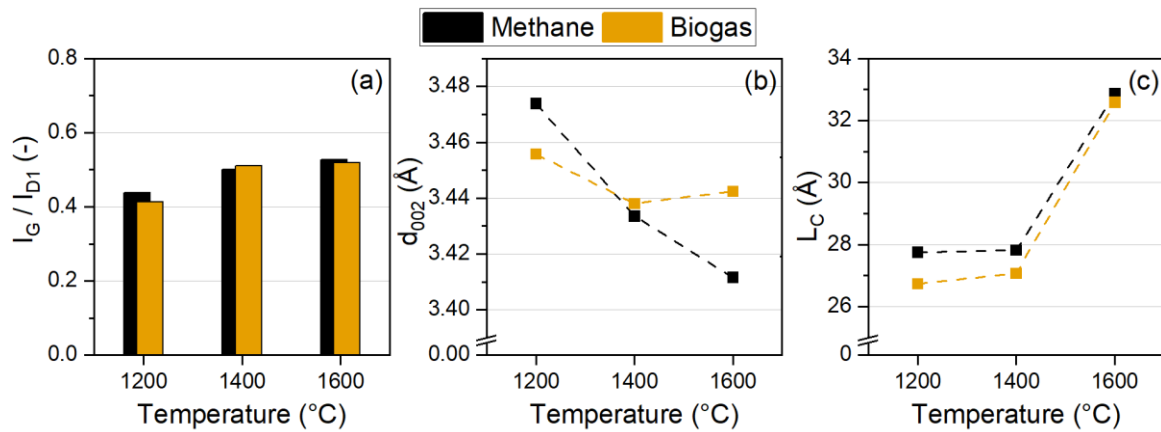 Methane Biogas
(a)
0.8
0.6
0.4
0.2
0.0
I_G / I_D1 (-)
1200 1400 1600
Temperature (°C)
(b)
3.48
3.46
3.44
3.42
3.40
0.00
d_002 (Å)
1200 1400 1600
Temperature (°C)
(c)
34
32
30
28
26
0
L_C (Å)
1200 1400 1600
Temperature (°C)